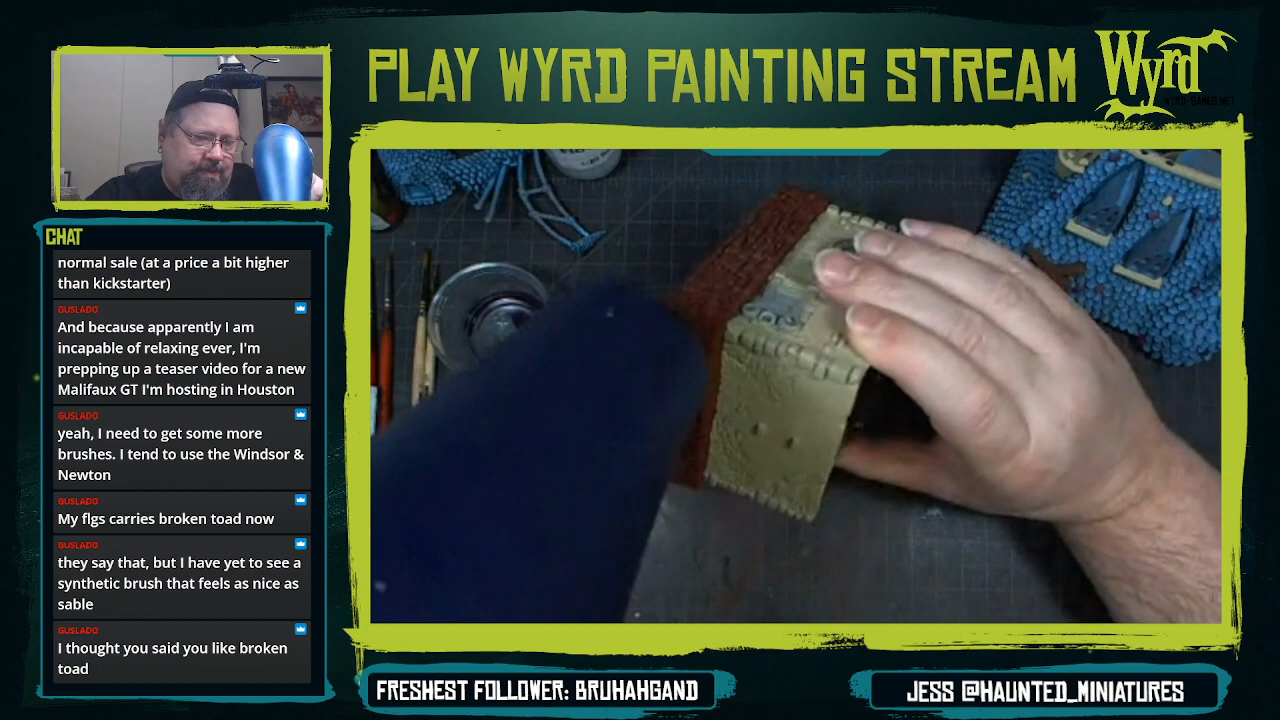 PLAY WYRD PAINTING STREAM
Wyrd
WYRD-GAMES.NET
CHAT
normal sale (at a price a bit higher
than kickstarter)
GUSLADO
And because apparently I am
incapable of relaxing ever, I'm
prepping up a teaser video for a new
Malifaux GT I'm hosting in Houston
GUSLADO
yeah, I need to get some more
brushes. I tend to use the Windsor &
Newton
GUSLADO
My flgs carries broken toad now
GUSLADO
they say that, but I have yet to see a
synthetic brush that feels as nice as
sable
GUSLADO
I thought you said you like broken
toad
FRESHEST FOLLOWER: BRUHAHGAND
JESS @HAUNTED_MINIATURES